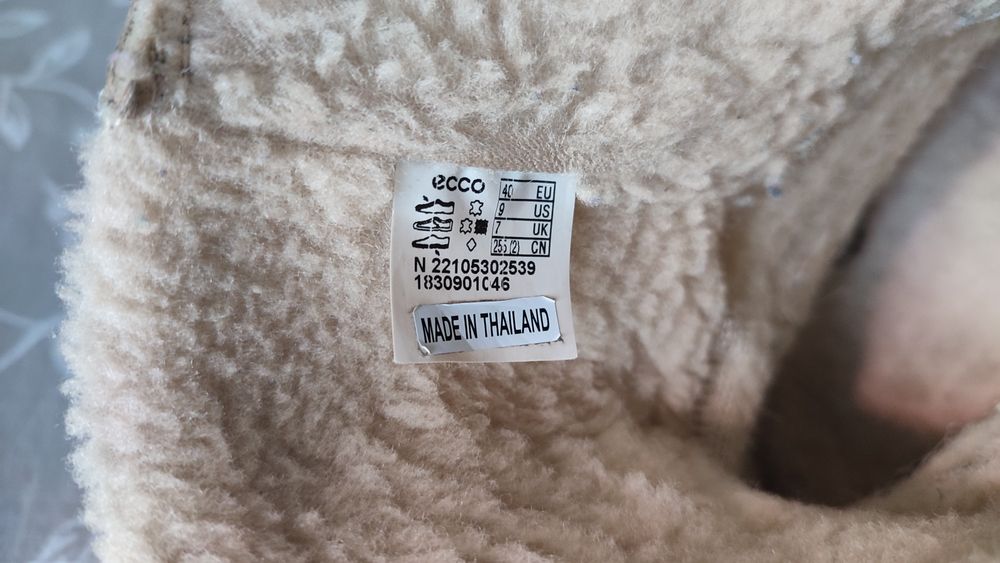 ecco
40 EU
9 US
7 UK
255 (2) CN
N 22105302539
1830901046
MADE IN THAILAND